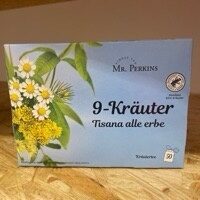 MR. PERKINS
9-Kräuter
Tisana alle erbe
Kräutertee